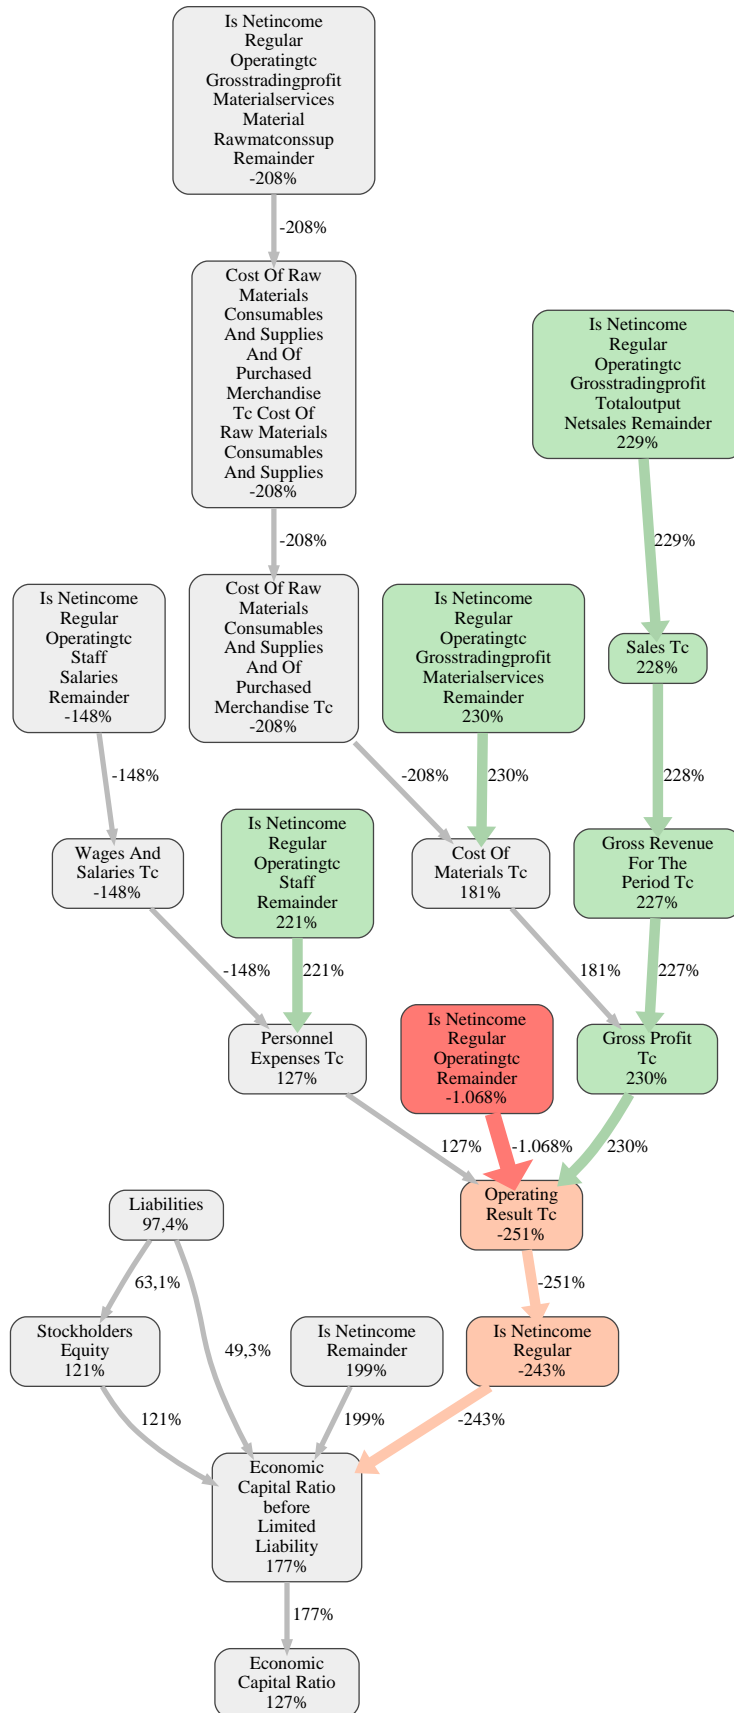 Is Netincome
Regular
Operatingtc
Grosstradingprofit
Materialservices
Material
Rawmatconssup
Remainder
-208%
-208%
Cost Of Raw
Materials
Consumables
And Supplies
And Of
Purchased
Merchandise
Tc Cost Of
Raw Materials
Consumables
And Supplies
-208%
Is Netincome
Regular
Operatingtc
Grosstradingprofit
Totaloutput
Netsales Remainder
229%
-208%
229%
Is Netincome
Regular
Operatingtc
Staff
Salaries
Remainder
-148%
Cost Of Raw
Materials
Consumables
And Supplies
And Of
Purchased
Merchandise Tc
-208%
Is Netincome
Regular
Operatingtc
Grosstradingprofit
Materialservices
Remainder
230%
Sales Tc
228%
-148%
-208%
230%
228%
Wages And
Salaries Tc
-148%
Is Netincome
Regular
Operatingtc
Staff
Remainder
221%
Cost Of
Materials Tc
181%
Gross Revenue
For The
Period Tc
227%
-148%
221%
181%
227%
Personnel
Expenses Tc
127%
Is Netincome
Regular
Operatingtc
Remainder
-1.068%
Gross Profit
Tc
230%
127%
-1.068%
230%
Liabilities
97,4%
Operating
Result Tc
-251%
63,1%
-251%
Stockholders
Equity
121%
49,3%
Is Netincome
Remainder
199%
Is Netincome
Regular
-243%
121%
199%
-243%
Economic
Capital Ratio
before
Limited
Liability
177%
177%
Economic
Capital Ratio
127%